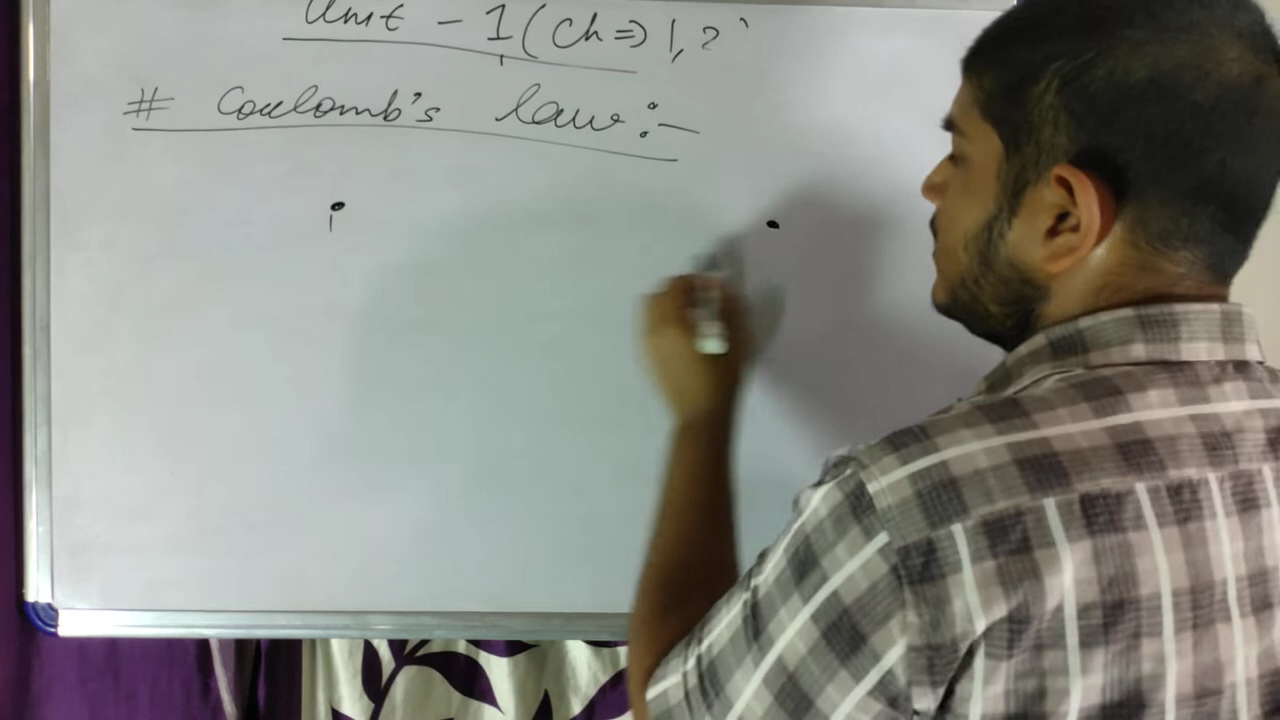 Unit - 1 (Ch => 1, 2
# Coulomb's law :-